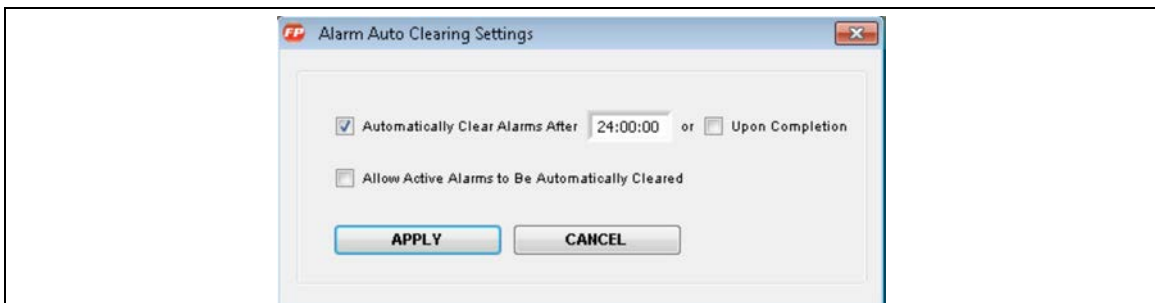 FP Alarm Auto Clearing Settings
Automatically Clear Alarms After 24:00:00 or Upon Completion
Allow Active Alarms to Be Automatically Cleared
APPLY CANCEL